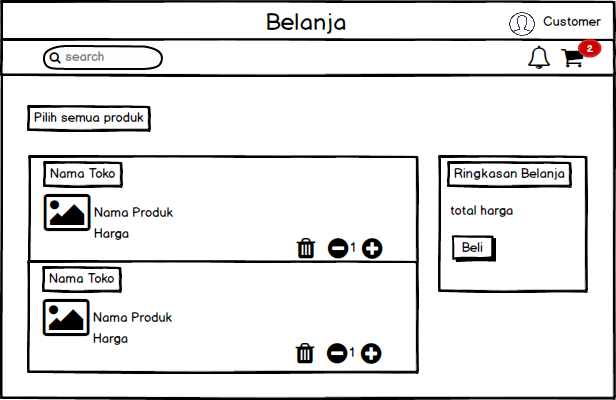 Belanja
Customer
search
2
Pilih semua produk
Nama Toko
Nama Produk
Harga
1
Nama Toko
Nama Produk
Harga
1
Ringkasan Belanja
total harga
Beli